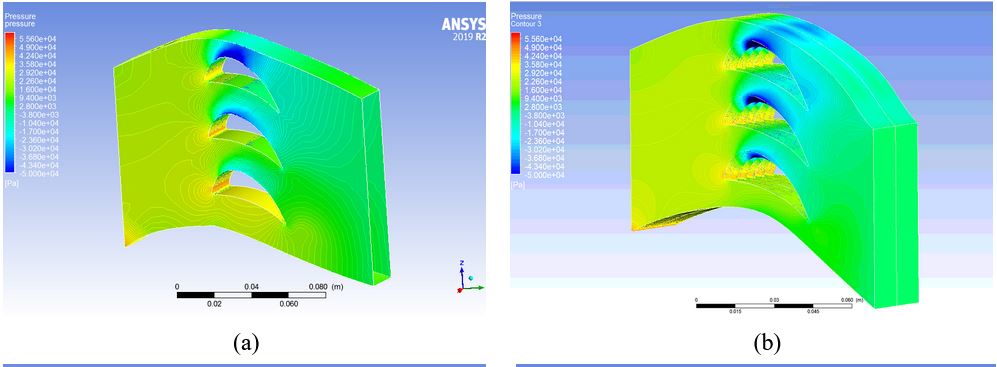 Pressure
pressure
5.560e+04
4.900e+04
4.240e+04
3.580e+04
2.920e+04
2.260e+04
1.600e+04
9.400e+03
2.800e+03
-3.800e+03
-1.040e+04
-1.700e+04
-2.360e+04
-3.020e+04
-3.680e+04
-4.340e+04
-5.000e+04
[Pa]
ANSYS
2019 R2
0 0.04 0.080 (m)
0.02 0.060
Z
(a)
Pressure
Contour 3
5.560e+04
4.900e+04
4.240e+04
3.580e+04
2.920e+04
2.260e+04
1.600e+04
9.400e+03
2.800e+03
-3.800e+03
-1.040e+04
-1.700e+04
-2.360e+04
-3.020e+04
-3.680e+04
-4.340e+04
-5.000e+04
[Pa]
0 0.03 0.060 (m)
0.015 0.045
(b)